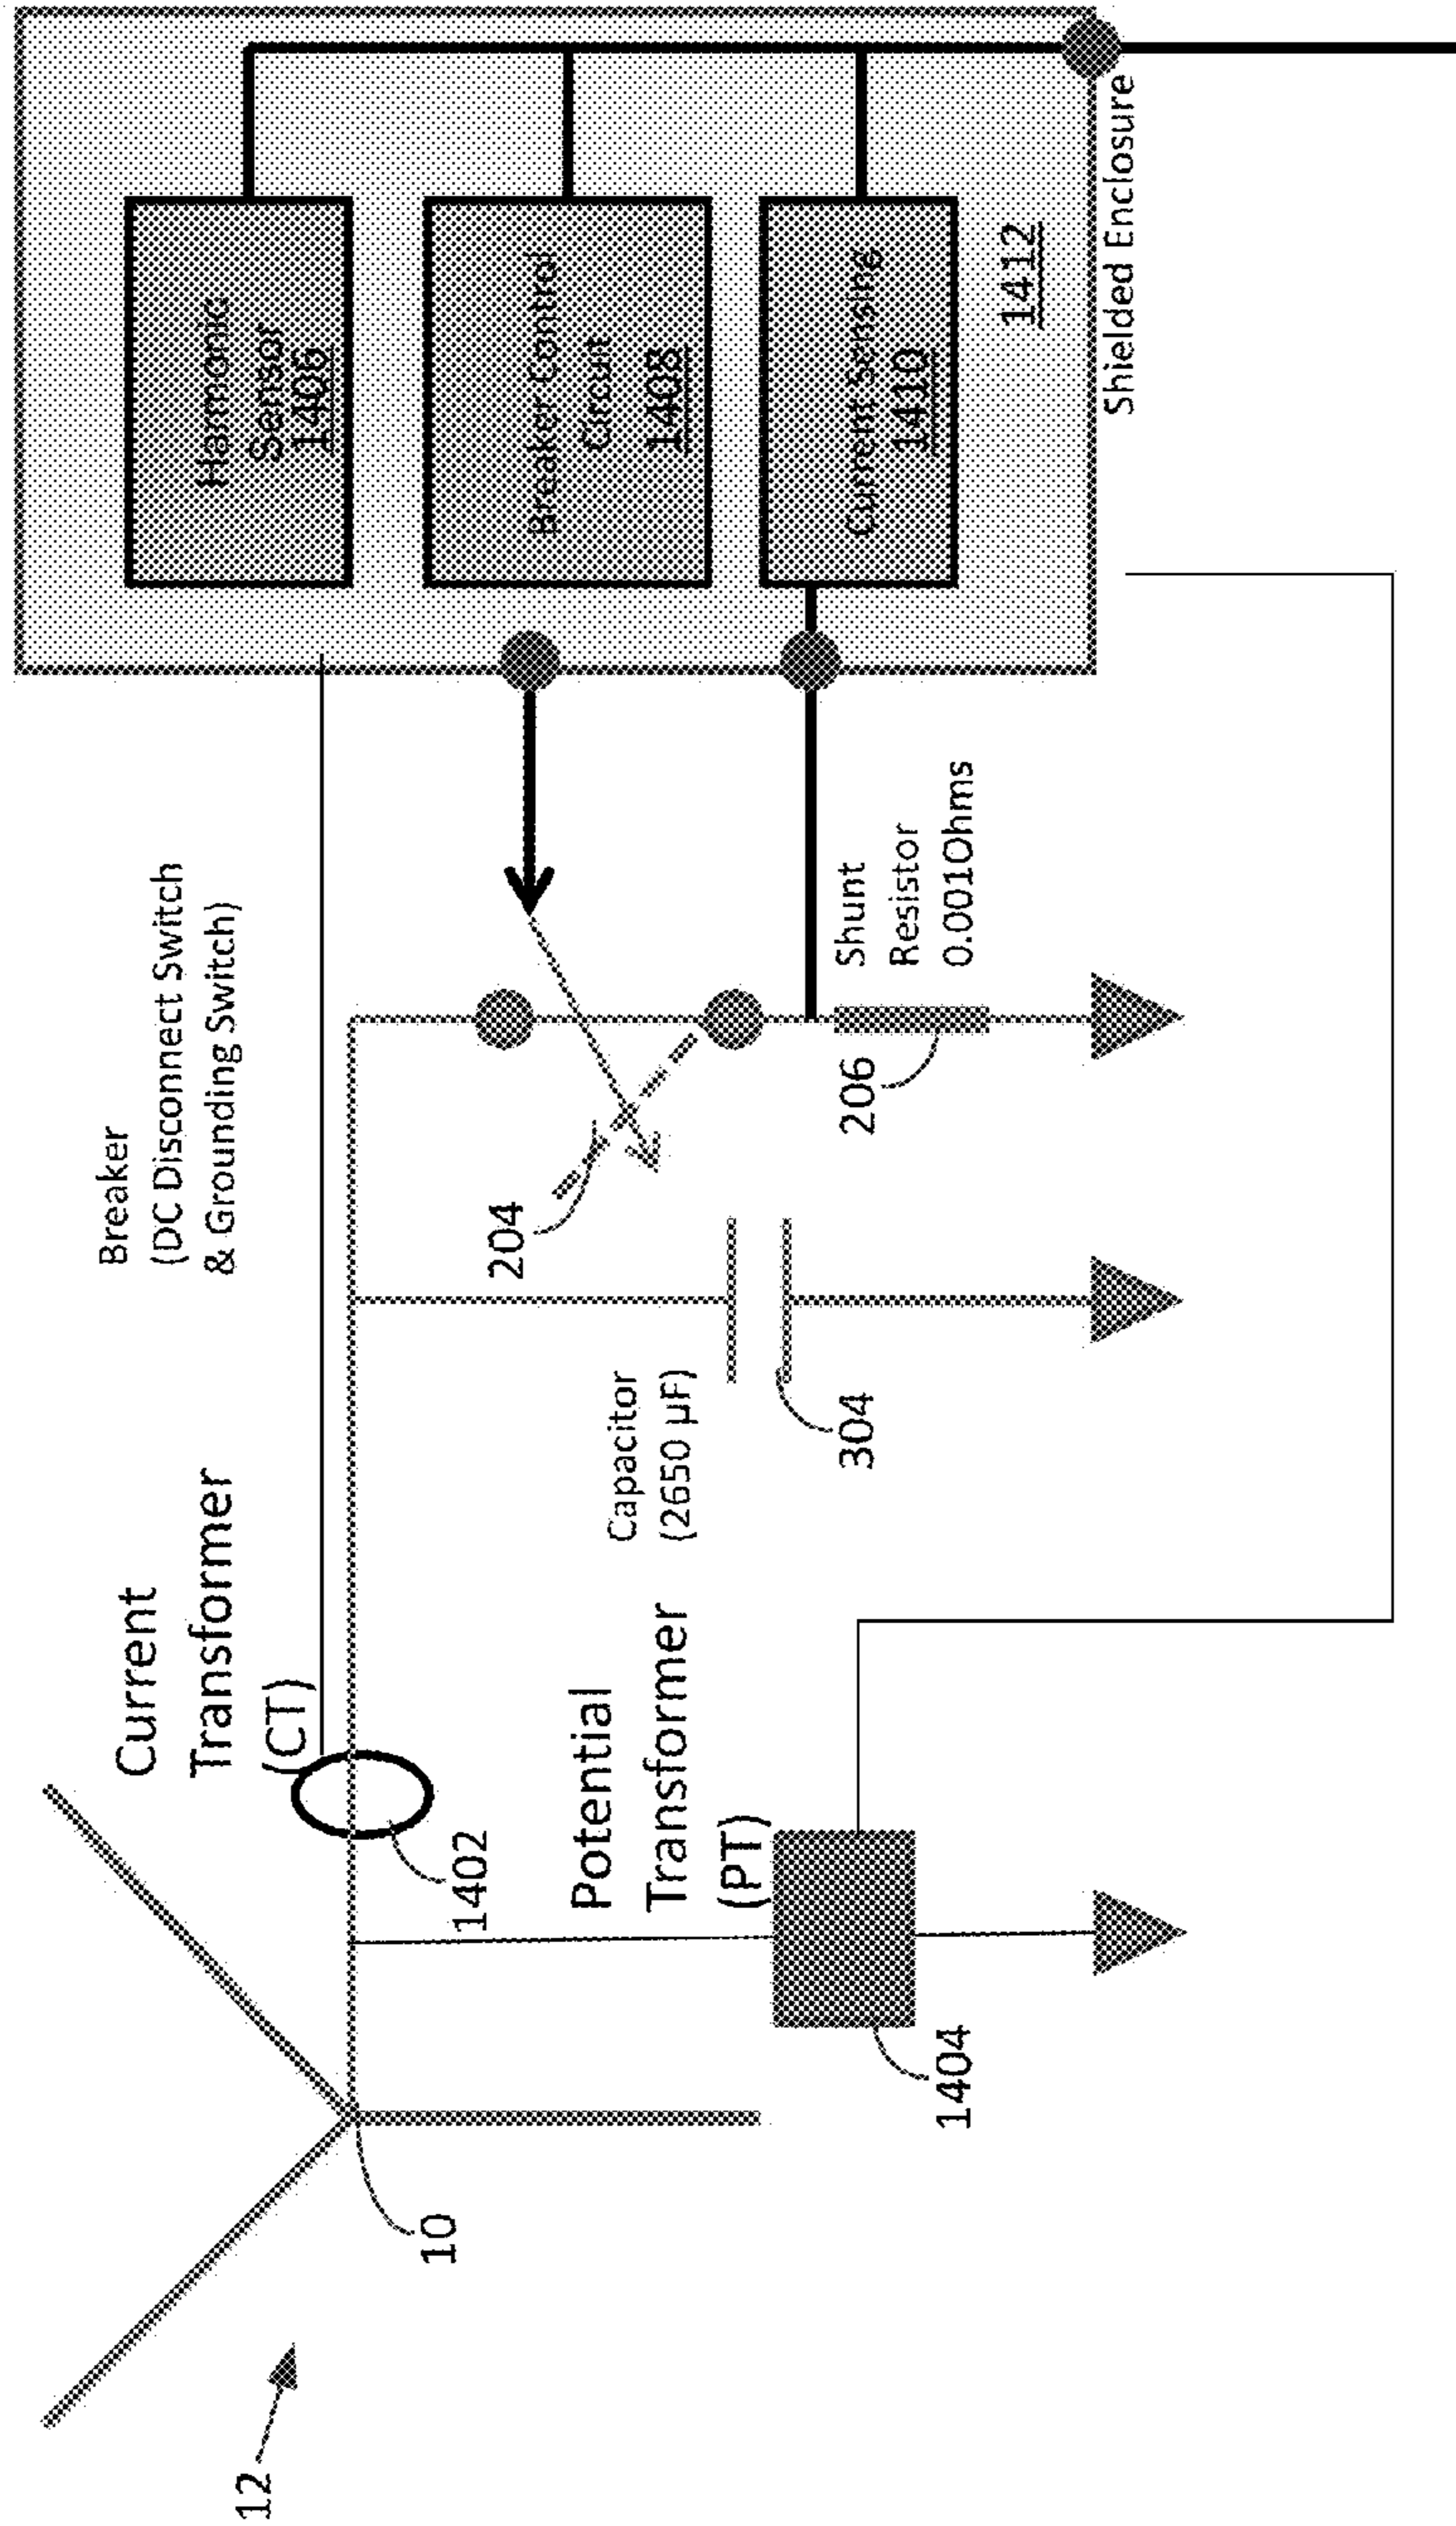 12
10
Current
Transformer
(CT)
1402
Potential
Transformer
(PT)
1404
Breaker
(DC Disconnect Switch
& Grounding Switch)
Capacitor
(2650 µF)
304
204
206
Shunt
Resistor
0.001Ohms
Harmonic
Sensor
1406
Breaker Control
Circuit
1408
Current Sensing
1410
1412
Shielded Enclosure